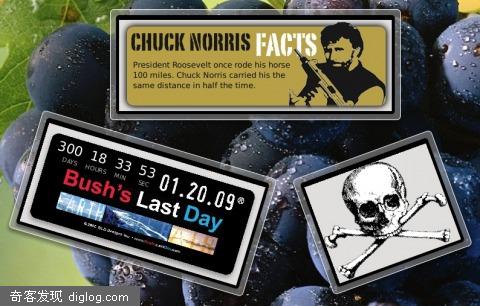 CHUCK NORRIS FACTS
President Roosevelt once rode his horse
100 miles. Chuck Norris carried his the
same distance in half the time.
300 18 33 53
DAYS HOURS MIN SEC
01.20.09®
Bush's Last Day
EARTH
奇客发现 diglog.com